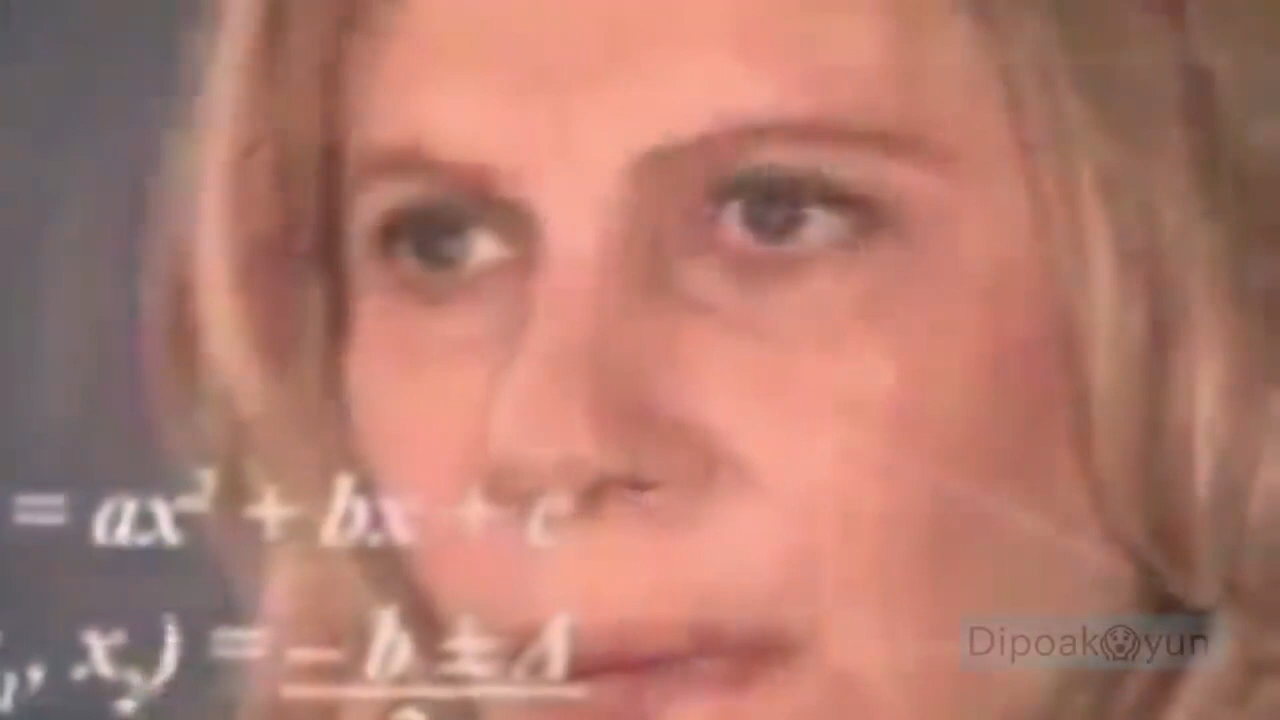 = ax² + bx + c
, x₂) = - b ± Δ
Dipoak😱yun